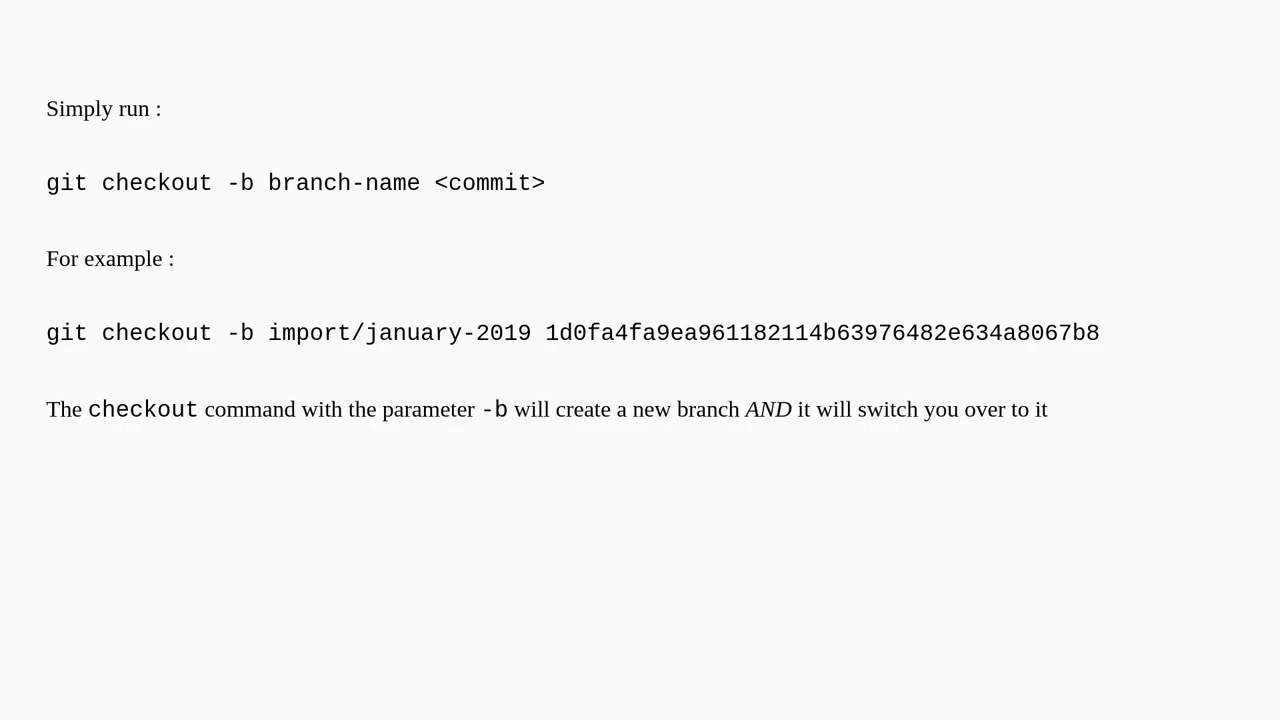 Simply run :
git checkout -b branch-name <commit>
For example :
git checkout -b import/january-2019 1d0fa4fa9ea961182114b63976482e634a8067b8
The checkout command with the parameter -b will create a new branch AND it will switch you over to it